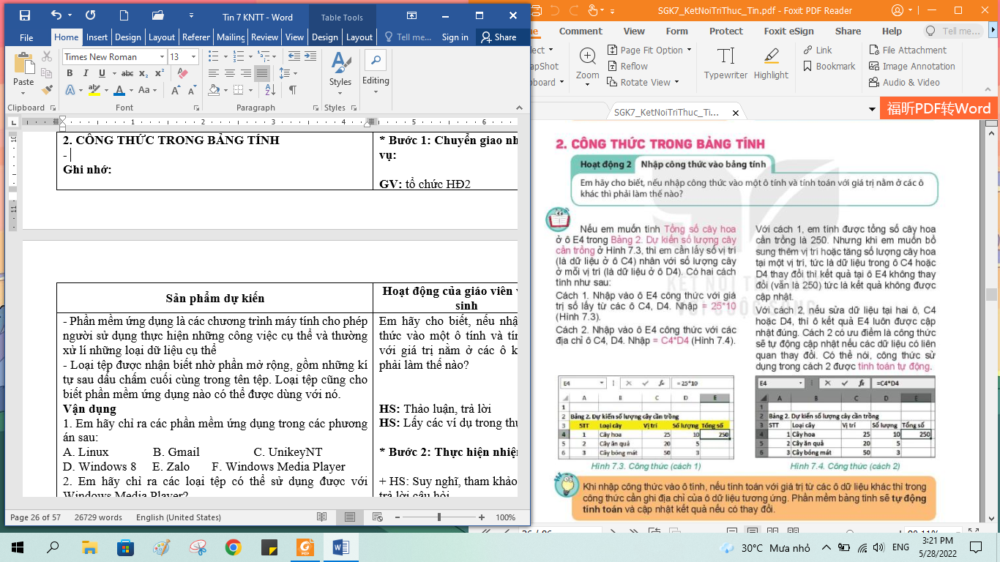 Tin 7 KNTT - Word
Table Tools
File
Home
Insert
Design
Layout
Referer
Mailing
Review
View
Design
Layout
Tell me...
Sign in
Share
Paste
Times New Roman
13
B I U abc x₂ x²
Aa
Styles
Editing
Clipboard
Font
Paragraph
Styles
1 2 3 4 5 6
2. CÔNG THỨC TRONG BẢNG TÍNH
-
Ghi nhớ:
* Bước 1: Chuyển giao nh
vụ:
GV: tổ chức HĐ2
Sản phẩm dự kiến
Hoạt động của giáo viên v
sinh
- Phần mềm ứng dụng là các chương trình máy tính cho phép
người sử dụng thực hiện những công việc cụ thể và thường
xử lí những loại dữ liệu cụ thể
- Loại tệp được nhận biết nhờ phần mở rộng, gồm những kí
tự sau dấu chấm cuối cùng trong tên tệp. Loại tệp cũng cho
biết phần mềm ứng dụng nào có thể được dùng với nó.
Vận dụng
1. Em hãy chỉ ra các phần mềm ứng dụng trong các phương
án sau:
A. Linux B. Gmail C. UnikeyNT
D. Windows 8 E. Zalo F. Windows Media Player
2. Em hãy chỉ ra các loại tệp có thể sử dụng được với
Windows Media Player?
Em hãy cho biết, nếu nhậ
thức vào một ô tính và tín
với giá trị nằm ở các ô k
phải làm thế nào?
HS: Thảo luận, trả lời
HS: Lấy các ví dụ trong thự
* Bước 2: Thực hiện nhiện
+ HS: Suy nghĩ, tham khảo
trả lời câu hỏi
Page 26 of 57
26729 words
English (United States)
100%
SGK7_KetNoiTriThuc_Tin.pdf - Foxit PDF Reader
Comment
View
Form
Protect
Foxit eSign
Share
Help
Tell me...
Zoom
Page Fit Option
Reflow
Rotate View
Typewriter
Highlight
Link
Bookmark
File Attachment
Image Annotation
Audio & Video
SGK7_KetNoiTriThuc_Ti...
福昕PDF转Word
2. CÔNG THỨC TRONG BẢNG TÍNH
Hoạt động 2 Nhập công thức vào bảng tính
Em hãy cho biết, nếu nhập công thức vào một ô tính và tính toán với giá trị nằm ở các ô
khác thì phải làm thế nào?
Nếu em muốn tính Tổng số cây hoa
ở ô E4 trong Bảng 2. Dự kiến số lượng cây
cần trồng ở Hình 7.3, thì em cần lấy số vị trí
(là dữ liệu ở ô C4) nhân với số lượng cây
ở mỗi vị trí (là dữ liệu ở ô D4). Có hai cách
tính như sau:
Cách 1. Nhập vào ô E4 công thức với giá
trị số lấy từ các ô C4, D4. Nhập = 25*10
(Hình 7.3).
Cách 2. Nhập vào ô E4 công thức với các
địa chỉ ô C4, D4. Nhập = C4*D4 (Hình 7.4).
Với cách 1, em tính được tổng số cây hoa
cần trồng là 250. Nhưng khi em muốn bổ
sung thêm vị trí hoặc tăng số lượng cây hoa
tại một vị trí, tức là dữ liệu trong ô C4 hoặc
D4 thay đổi thì kết quả tại ô E4 không thay
đổi (vẫn là 250) tức là kết quả không được
cập nhật.
Với cách 2, nếu sửa dữ liệu tại hai ô, C4
hoặc D4, thì ô kết quả E4 luôn được cập
nhật đúng. Cách 2 có ưu điểm là công thức
sẽ tự động cập nhật nếu các dữ liệu có liên
quan thay đổi. Có thể nói, công thức sử
dụng trong cách 2 được tính toán tự động.
E4 fx =25*10
A B C D E
1
2 Bảng 2. Dự kiến số lượng cây cần trồng
3 STT Loại cây Vị trí Số lượng Tổng số
4 1 Cây hoa 25 10 250
5 2 Cây ăn quả 20 5
6 3 Cây bóng mát 50 3
Hình 7.3. Công thức (cách 1)
E4 fx =C4*D4
A B C D E
1
2 Bảng 2. Dự kiến số lượng cây cần trồng
3 STT Loại cây Vị trí Số lượng Tổng số
4 1 Cây hoa 25 10 250
5 2 Cây ăn quả 20 5
6 3 Cây bóng mát 50 3
Hình 7.4. Công thức (cách 2)
Khi nhập công thức vào ô tính, nếu tính toán với giá trị từ các ô dữ liệu khác thì trong
công thức cần ghi địa chỉ của ô dữ liệu tương ứng. Phần mềm bảng tính sẽ tự động
tính toán và cập nhật kết quả nếu có thay đổi.
30°C Mưa nhỏ
ENG
3:21 PM
5/28/2022